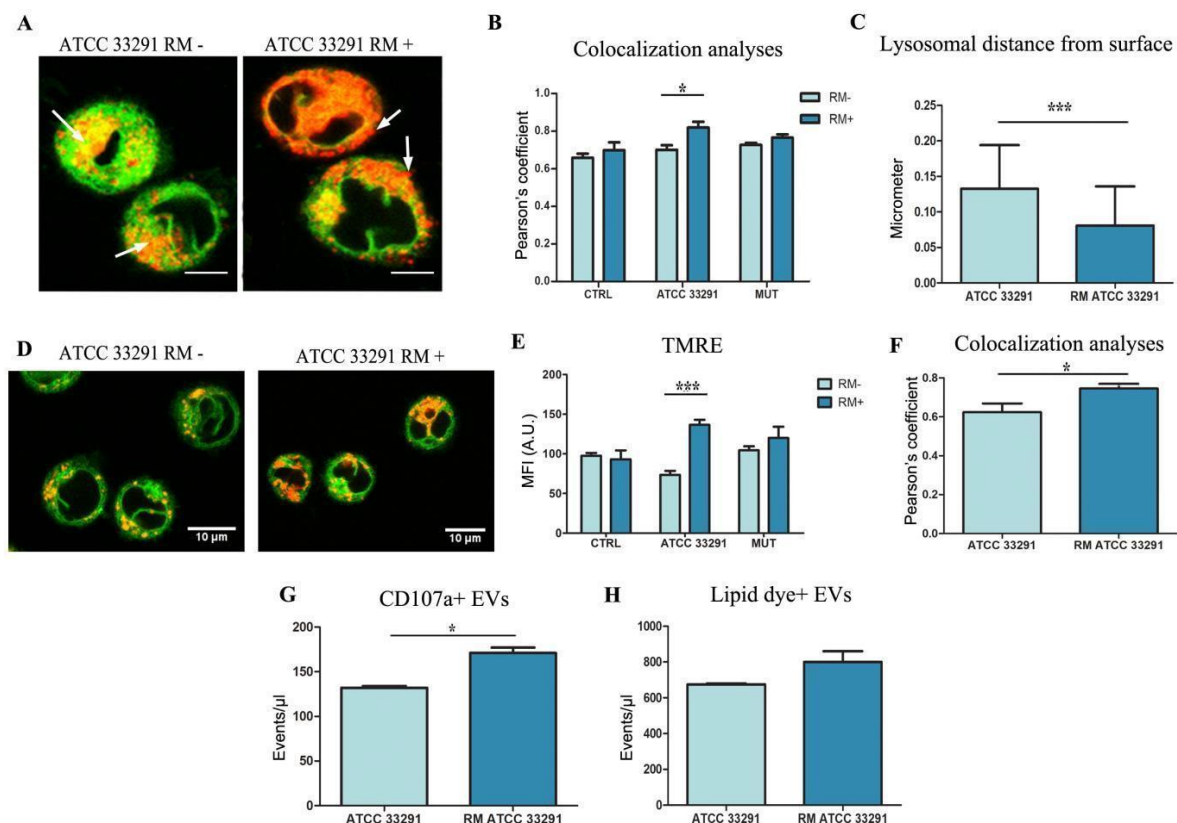 A
ATCC 33291 RM -
ATCC 33291 RM +
B
Colocalization analyses
Pearson's coefficient
1.0
0.8
0.6
0.4
0.2
0.0
*
RM-
RM+
CTRL
ATCC 33291
MUT
C
Lysosomal distance from surface
Micrometer
0.25
0.20
0.15
0.10
0.05
0.00
***
ATCC 33291
RM ATCC 33291
D
ATCC 33291 RM -
ATCC 33291 RM +
10 µm
10 µm
E
TMRE
MFI (A.U.)
200
150
100
50
0
***
RM-
RM+
CTRL
ATCC 33291
MUT
F
Colocalization analyses
Pearson's coefficient
0.8
0.6
0.4
0.2
0.0
*
ATCC 33291
RM ATCC 33291
G
CD107a+ EVs
Events/µl
200
150
100
50
0
*
ATCC 33291
RM ATCC 33291
H
Lipid dye+ EVs
Events/µl
1000
800
600
400
200
0
ATCC 33291
RM ATCC 33291